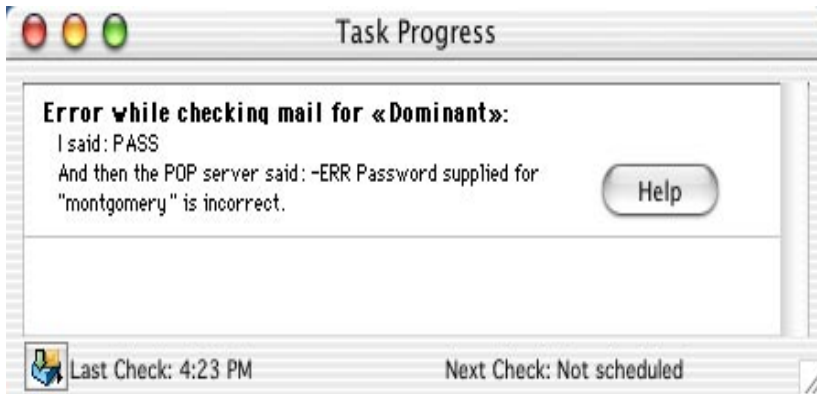 Task Progress
Error while checking mail for «Dominant»:
I said: PASS
And then the POP server said: -ERR Password supplied for
"montgomery" is incorrect.
Help
Last Check: 4:23 PM
Next Check: Not scheduled